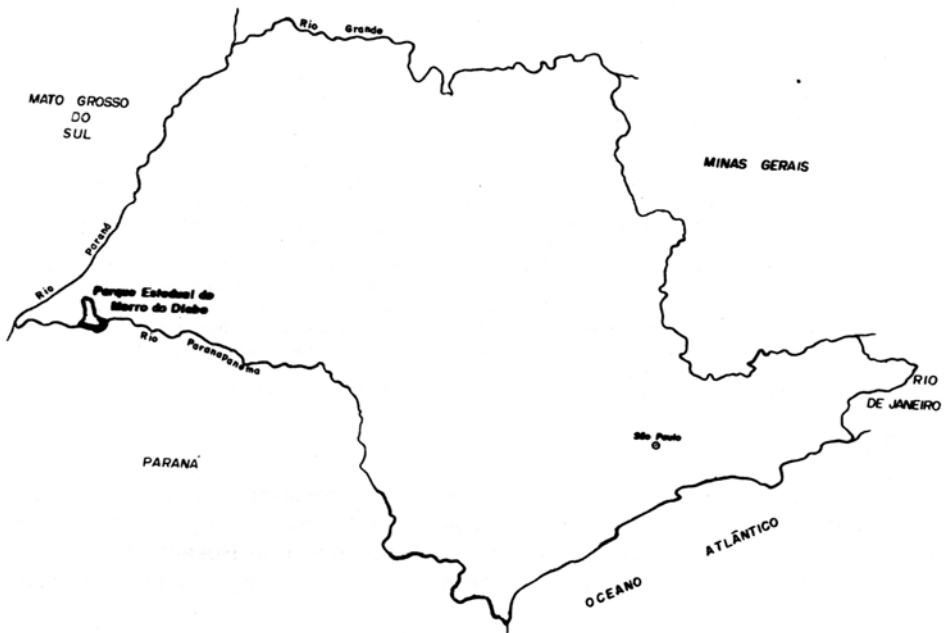 Rio Grande
MATO GROSSO
DO
SUL
MINAS GERAIS
Rio Paraná
Parque Estadual do
Morro do Diabo
Rio Paranapanema
RIO
DE JANEIRO
São Paulo
PARANÁ
OCEANO ATLÂNTICO